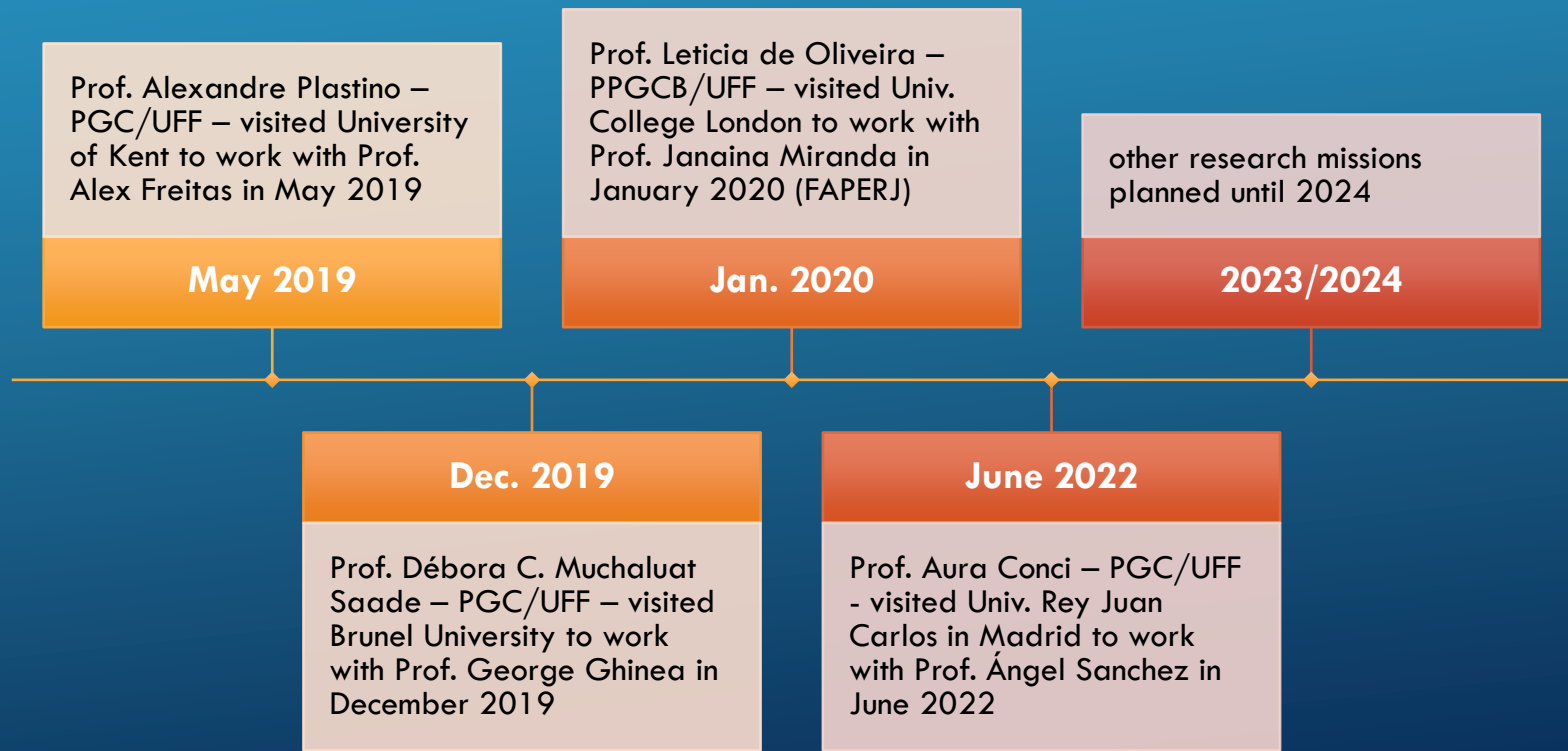 Prof. Alexandre Plastino –
PGC/UFF – visited University
of Kent to work with Prof.
Alex Freitas in May 2019
May 2019
Dec. 2019
Prof. Débora C. Muchaluat
Saade – PGC/UFF – visited
Brunel University to work
with Prof. George Ghinea in
December 2019
Prof. Leticia de Oliveira –
PPGCB/UFF – visited Univ.
College London to work with
Prof. Janaina Miranda in
January 2020 (FAPERJ)
Jan. 2020
June 2022
Prof. Aura Conci – PGC/UFF
- visited Univ. Rey Juan
Carlos in Madrid to work
with Prof. Ángel Sanchez in
June 2022
other research missions
planned until 2024
2023/2024